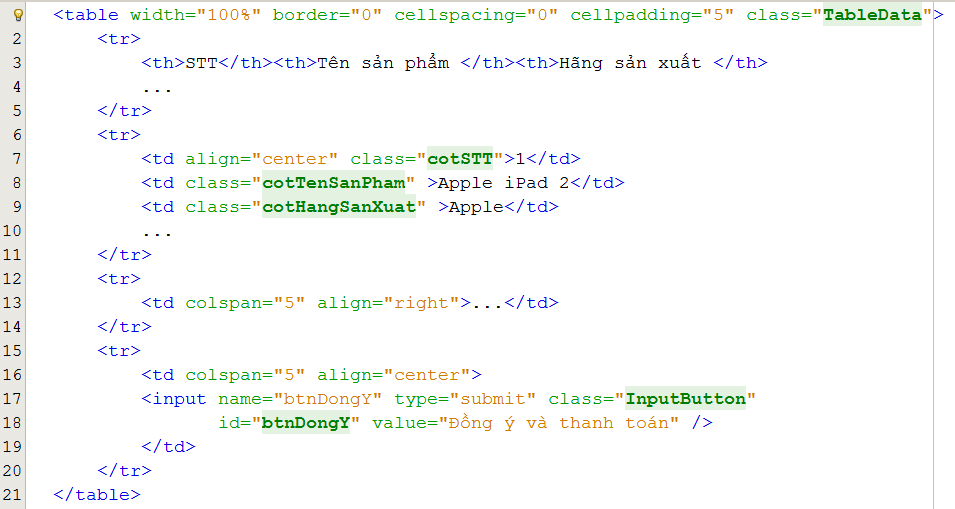 <table width="100%" border="0" cellspacing="0" cellpadding="5" class="TableData">
2 <tr>
3 <th>STT</th><th>Tên sản phẩm </th><th>Hãng sản xuất </th>
4 ...
5 </tr>
6 <tr>
7 <td align="center" class="cotSTT">1</td>
8 <td class="cotTenSanPham" >Apple iPad 2</td>
9 <td class="cotHangSanXuat" >Apple</td>
10 ...
11 </tr>
12 <tr>
13 <td colspan="5" align="right">...</td>
14 </tr>
15 <tr>
16 <td colspan="5" align="center">
17 <input name="btnDongY" type="submit" class="InputButton"
18 id="btnDongY" value="Đồng ý và thanh toán" />
19 </td>
20 </tr>
21 </table>